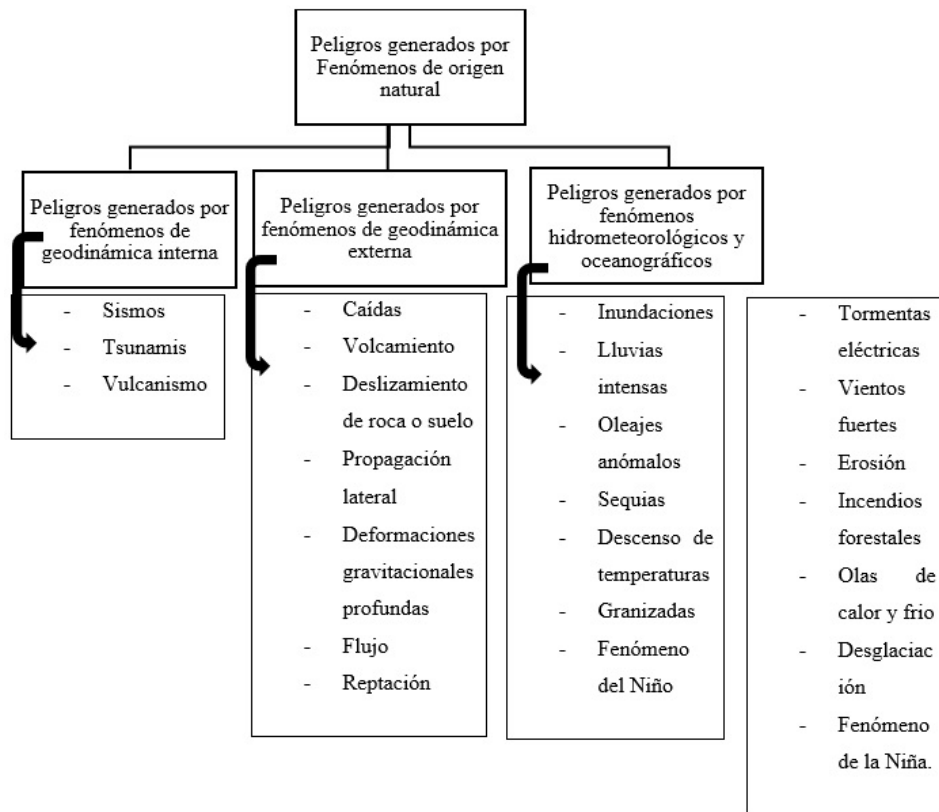 Peligros generados por
Fenómenos de origen
natural
Peligros generados por
fenómenos de
geodinámica interna
- Sismos
- Tsunamis
- Vulcanismo
Peligros generados por
fenómenos de geodinámica
externa
- Caídas
- Volcamiento
- Deslizamiento
de roca o suelo
- Propagación
lateral
- Deformaciones
gravitacionales
profundas
- Flujo
- Reptación
Peligros generados por
fenómenos
hidrometeorológicos y
oceanográficos
- Inundaciones
- Lluvias
intensas
- Oleajes
anómalos
- Sequias
- Descenso de
temperaturas
- Granizadas
- Fenómeno
del Niño
- Tormentas
eléctricas
- Vientos
fuertes
- Erosión
- Incendios
forestales
- Olas de
calor y frio
- Desglaciac
ión
- Fenómeno
de la Niña.